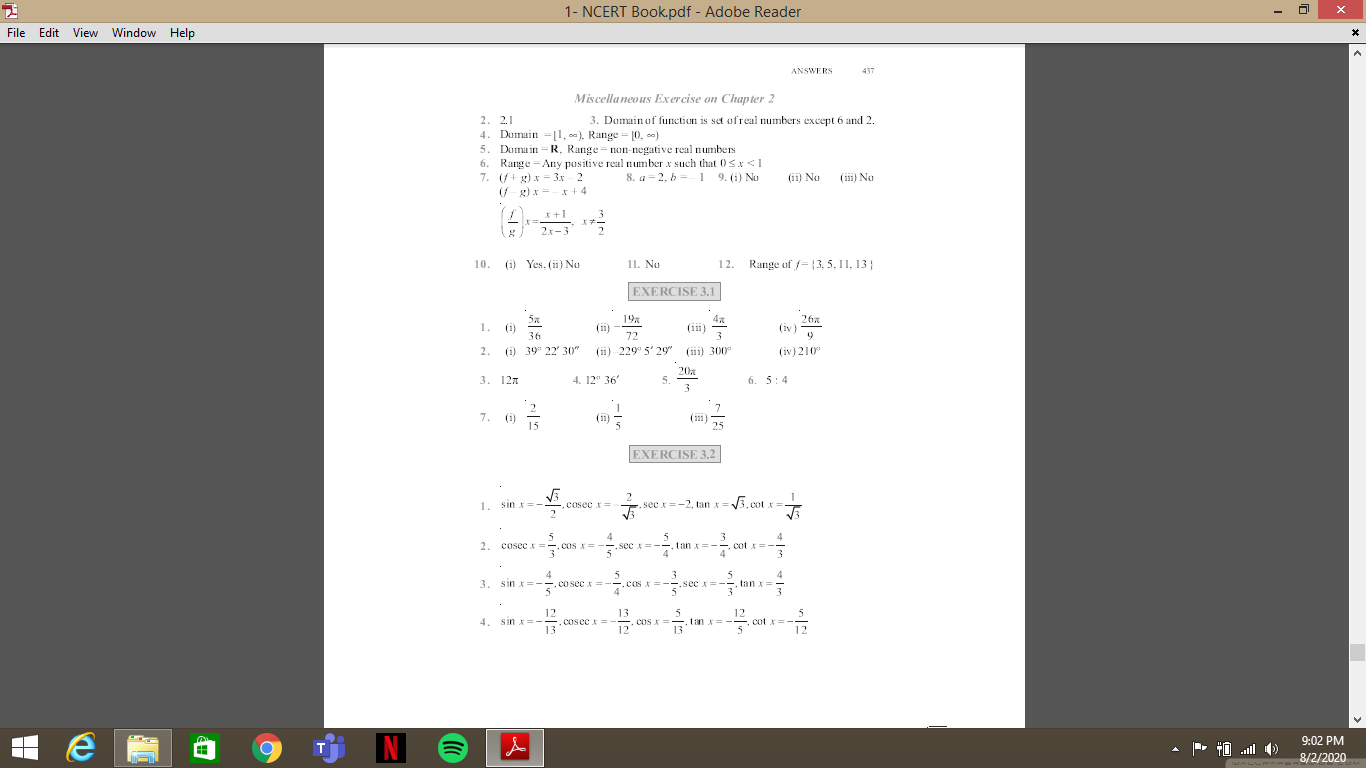 1- NCERT Book.pdf - Adobe Reader
File Edit View Window Help
ANSWERS 437
Miscellaneous Exercise on Chapter 2
2. 2.1 3. Domain of function is set of real numbers except 6 and 2.
4. Domain = [1, ∞), Range = [0, ∞)
5. Domain = R, Range = non-negative real numbers
6. Range = Any positive real number x such that 0 ≤ x < 1
7. (f + g) x = 3x – 2 8. a = 2, b = – 1 9. (i) No (ii) No (iii) No
(f – g) x = – x + 4
(f/g) x = (x+1)/(2x−3), x ≠ 3/2
10. (i) Yes, (ii) No 11. No 12. Range of f = {3, 5, 11, 13 }
EXERCISE 3.1
1. (i) 5π/36 (ii) – 19π/72 (iii) 4π/3 (iv) 26π/9
2. (i) 39° 22′ 30″ (ii) –229° 5′ 29″ (iii) 300° (iv) 210°
3. 12π 4. 12° 36′ 5. 20π/3 6. 5 : 4
7. (i) 2/15 (ii) 1/5 (iii) 7/25
EXERCISE 3.2
1. sin x = −√3/2, cosec x = −2/√3, sec x = −2, tan x = √3, cot x = 1/√3
2. cosec x = 5/3, cos x = −4/5, sec x = −5/4, tan x = −3/4, cot x = −4/3
3. sin x = −4/5, cosec x = −5/4, cos x = −3/5, sec x = −5/3, tan x = 4/3
4. sin x = −12/13, cosec x = −13/12, cos x = 5/13, tan x = −12/5, cot x = −5/12
9:02 PM
8/2/2020